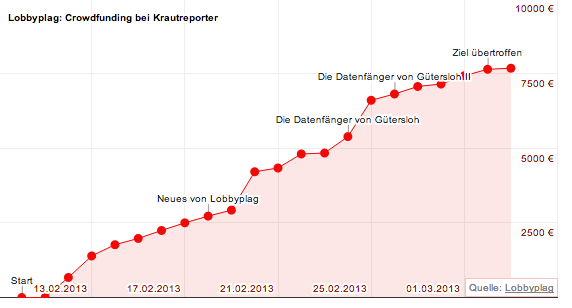 10000 €
Lobbyplag: Crowdfunding bei Krautreporter
Ziel übertroffen
Die Datenfänger von Gütersloh II
7500 €
Die Datenfänger von Gütersloh
5000 €
Neues von Lobbyplag
2500 €
Start
13.02.2013 17.02.2013 21.02.2013 25.02.2013 01.03.2013
Quelle: Lobbyplag